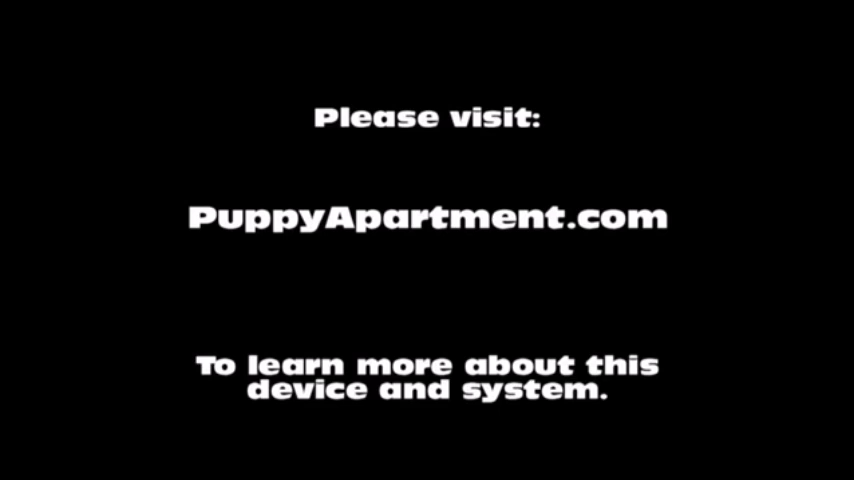 Please visit:
PuppyApartment.com
To learn more about this
device and system.